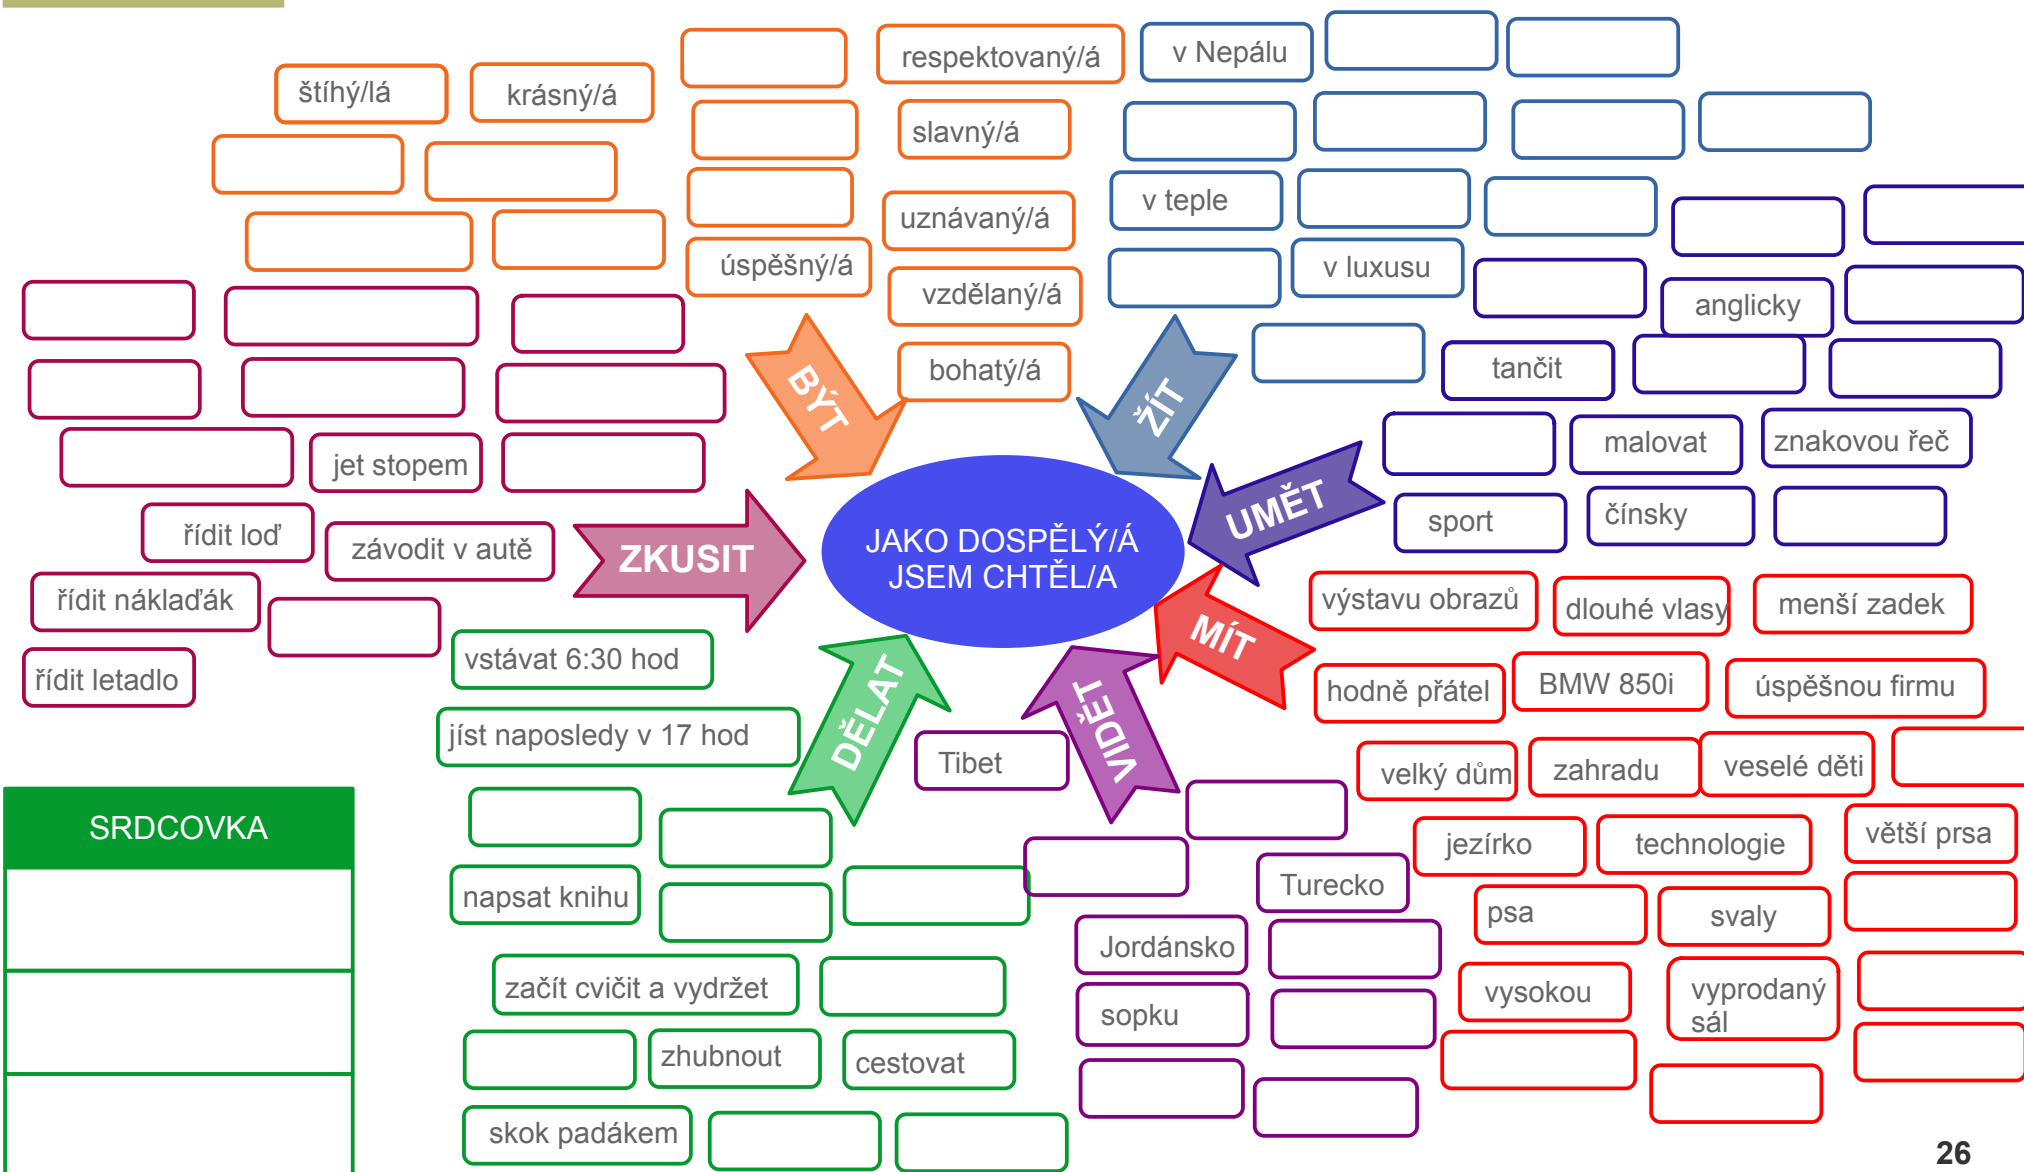 štíhý/lá
krásný/á
respektovaný/á
slavný/á
uznávaný/á
úspěšný/á
vzdělaný/á
bohatý/á
BÝT
v Nepálu
v teple
v luxusu
ŽÍT
anglicky
tančit
malovat
znakovou řeč
sport
čínsky
UMĚT
jet stopem
řídit loď
závodit v autě
řídit náklaďák
řídit letadlo
ZKUSIT
JAKO DOSPĚLÝ/Á
JSEM CHTĚL/A
výstavu obrazů
dlouhé vlasy
menší zadek
MÍT
hodně přátel
BMW 850i
úspěšnou firmu
velký dům
zahradu
veselé děti
jezírko
technologie
větší prsa
psa
svaly
vysokou
vyprodaný
sál
vstávat 6:30 hod
jíst naposledy v 17 hod
DĚLAT
napsat knihu
začít cvičit a vydržet
zhubnout
cestovat
skok padákem
VIDĚT
Tibet
Turecko
Jordánsko
sopku
SRDCOVKA
26